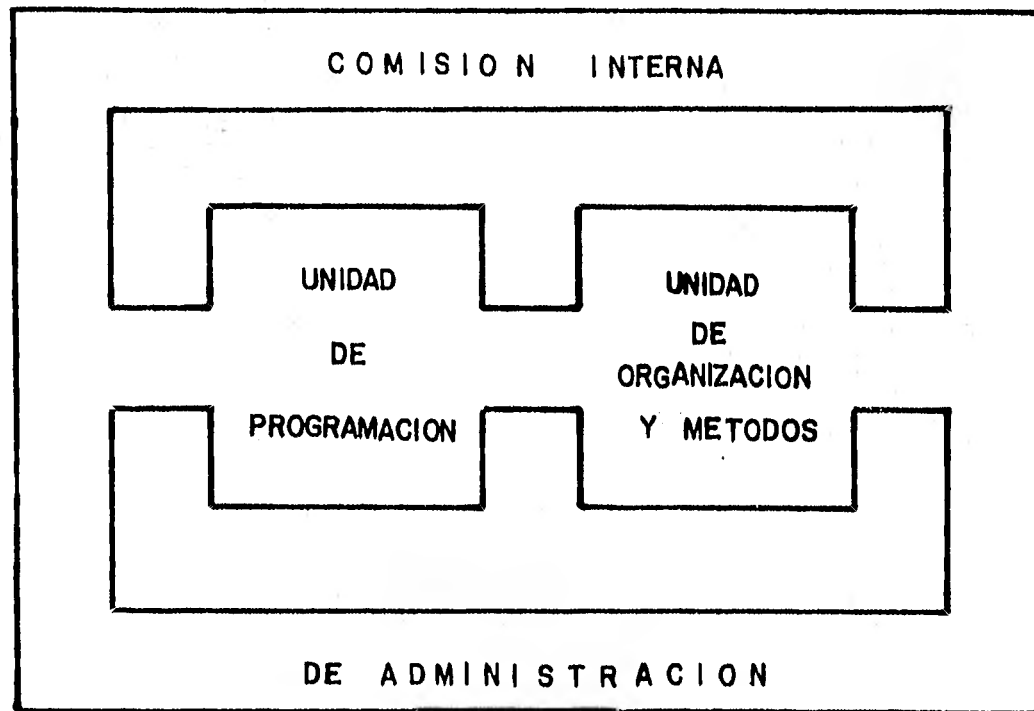 COMISION INTERNA
UNIDAD
DE
PROGRAMACION
UNIDAD
DE
ORGANIZACION
Y METODOS
DE ADMINISTRACION